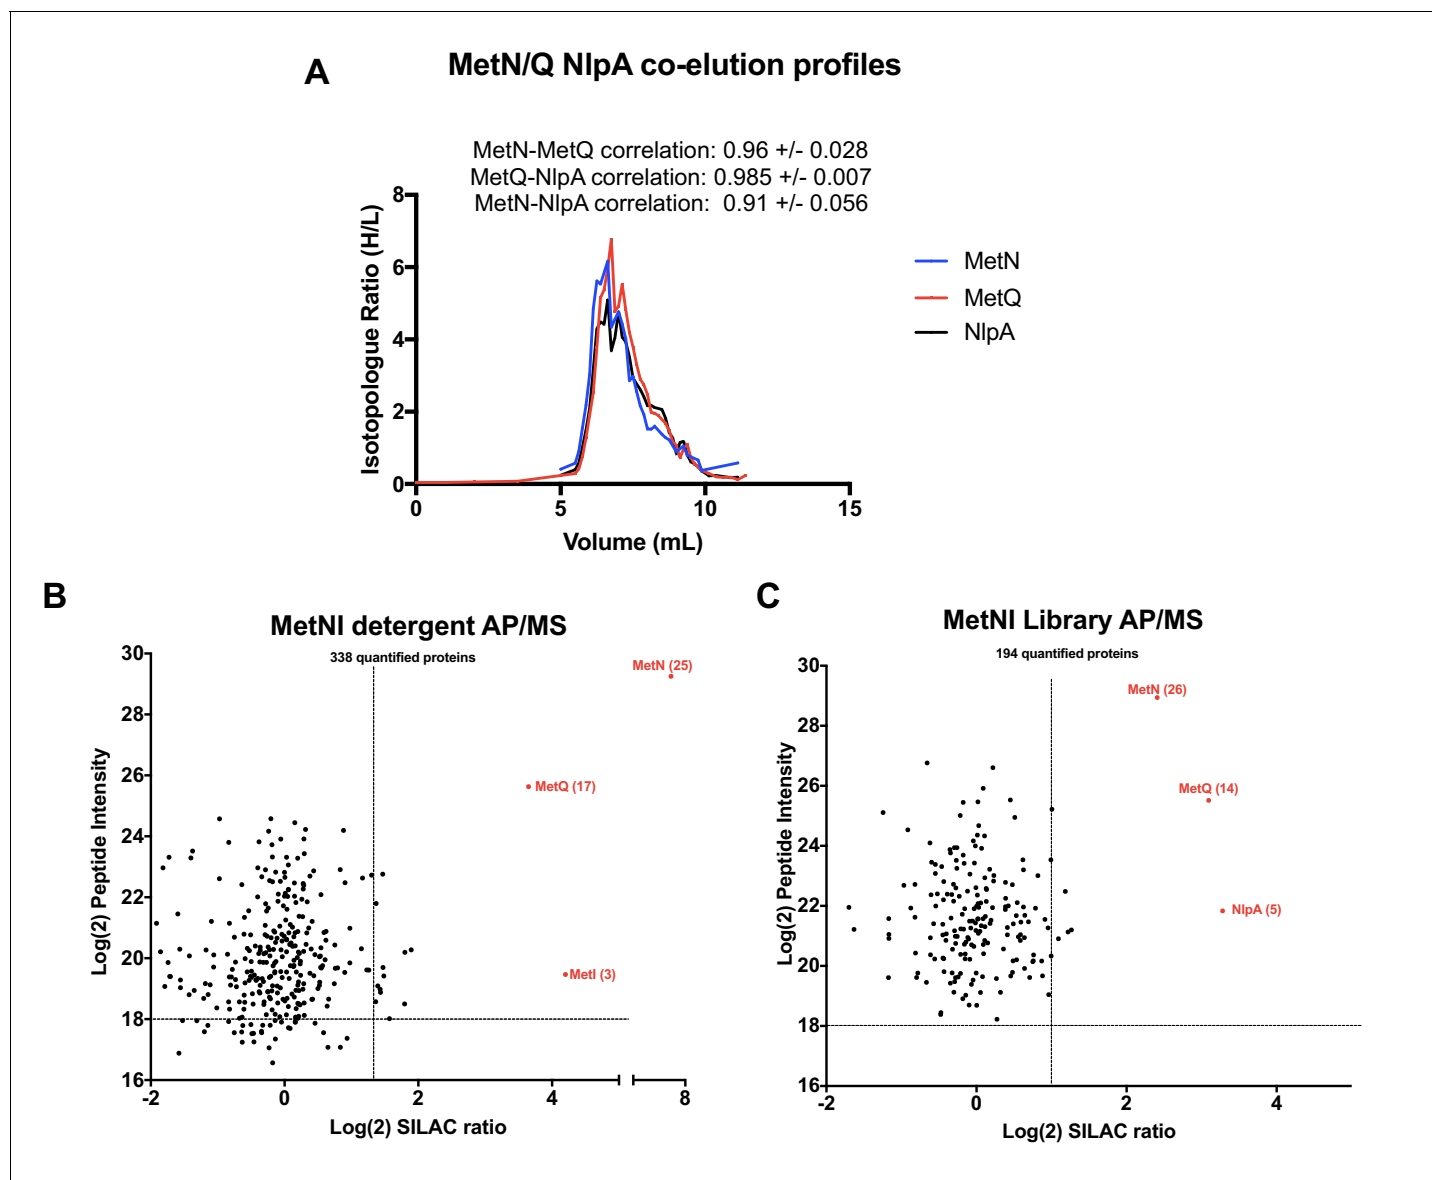 A
MetN/Q NlpA co-elution profiles
MetN-MetQ correlation: 0.96 +/- 0.028
MetQ-NlpA correlation: 0.985 +/- 0.007
MetN-NlpA correlation: 0.91 +/- 0.056
Isotopologue Ratio (H/L)
8
6
4
2
0
0 5 10 15
Volume (mL)
MetN
MetQ
NlpA
B
MetNI detergent AP/MS
338 quantified proteins
Log(2) Peptide Intensity
30
28
26
24
22
20
18
16
MetN (25)
MetQ (17)
MetI (3)
-2 0 2 4 8
Log(2) SILAC ratio
C
MetNI Library AP/MS
194 quantified proteins
Log(2) Peptide Intensity
30
28
26
24
22
20
18
16
MetN (26)
MetQ (14)
NlpA (5)
-2 0 2 4
Log(2) SILAC ratio